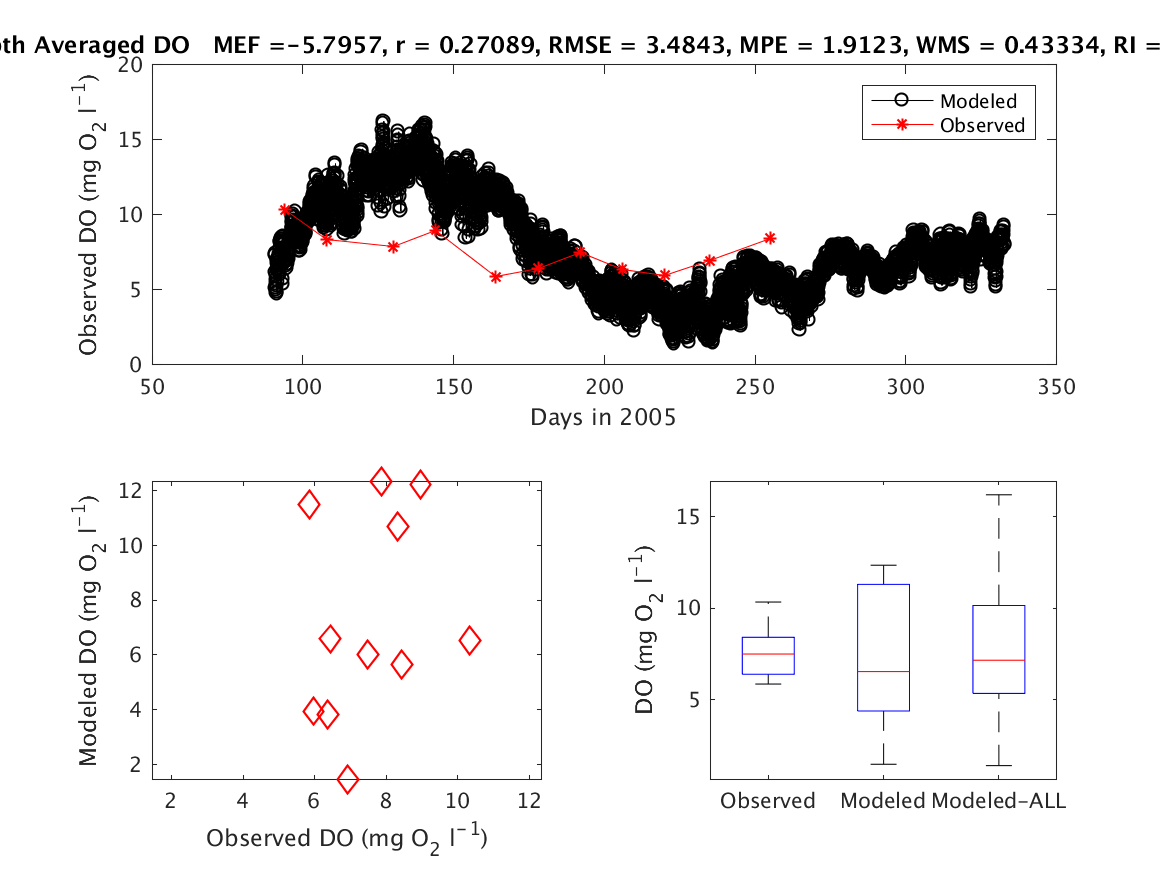 Averaged DO MEF =-5.7957, r = 0.27089, RMSE = 3.4843, MPE = 1.9123, WMS = 0.43334, RI =
20
15
10
5
0
Observed DO (mg O2 l−1)
Modeled
Observed
50 100 150 200 250 300 350
Days in 2005
12
10
8
6
4
2
Modeled DO (mg O2 l−1)
2 4 6 8 10 12
Observed DO (mg O2 l−1)
15
10
5
DO (mg O2 l−1)
Observed Modeled Modeled-ALL